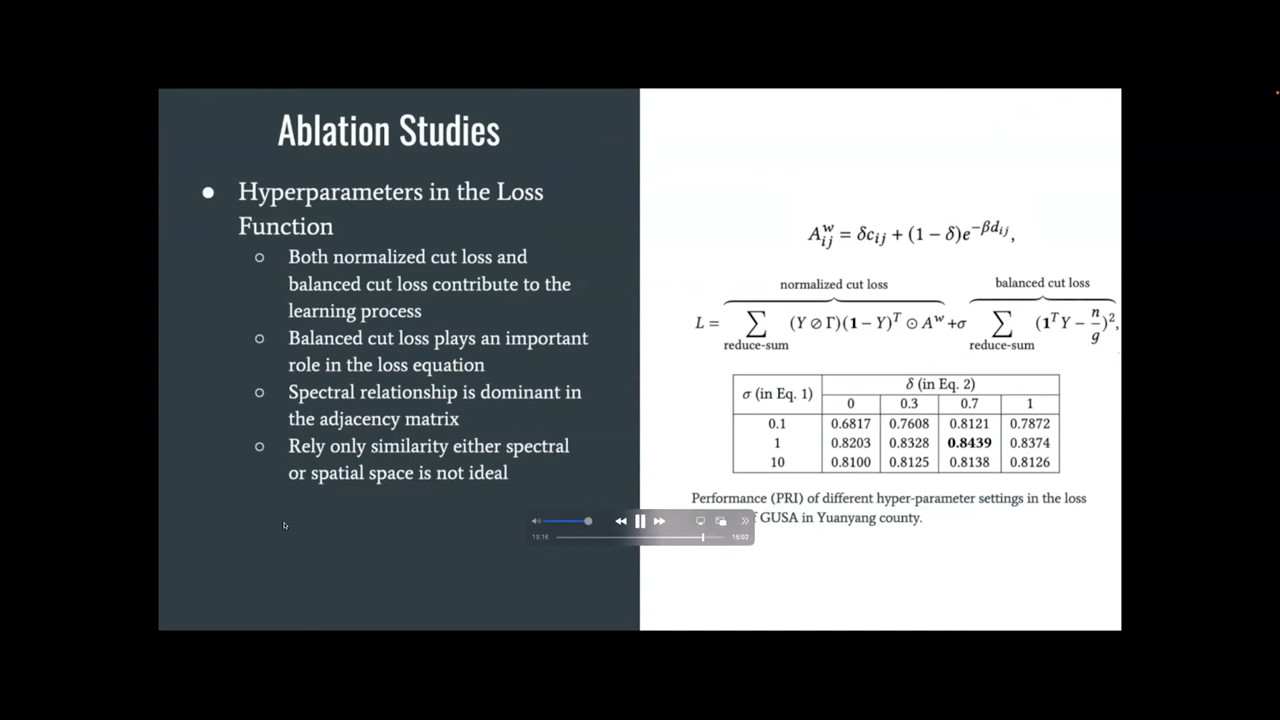 Ablation Studies
● Hyperparameters in the Loss
Function
○ Both normalized cut loss and
balanced cut loss contribute to the
learning process
○ Balanced cut loss plays an important
role in the loss equation
○ Spectral relationship is dominant in
the adjacency matrix
○ Rely only similarity either spectral
or spatial space is not ideal
A^w_{ij} = δc_{ij} + (1 − δ)e^{−βd_{ij}},
normalized cut loss balanced cut loss
L = ∑ (Y ⊘ Γ)(1 − Y)^T ⊙ A^w +σ ∑ (1^T Y − n/g)^2,
reduce-sum reduce-sum
σ (in Eq. 1) δ (in Eq. 2)
0 0.3 0.7 1
0.1 0.6817 0.7608 0.8121 0.7872
1 0.8203 0.8328 0.8439 0.8374
10 0.8100 0.8125 0.8138 0.8126
Performance (PRI) of different hyper-parameter settings in the loss
GUSA in Yuanyang county.
13:16 15:02